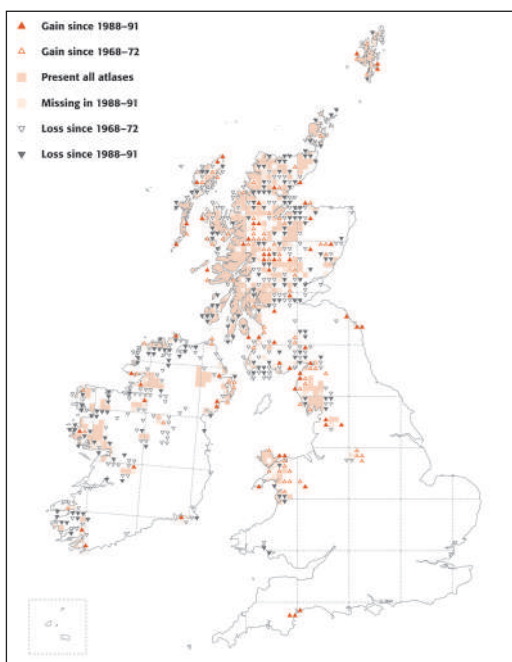 Gain since 1988–91
Gain since 1968–72
Present all atlases
Missing in 1988–91
Loss since 1968–72
Loss since 1988–91